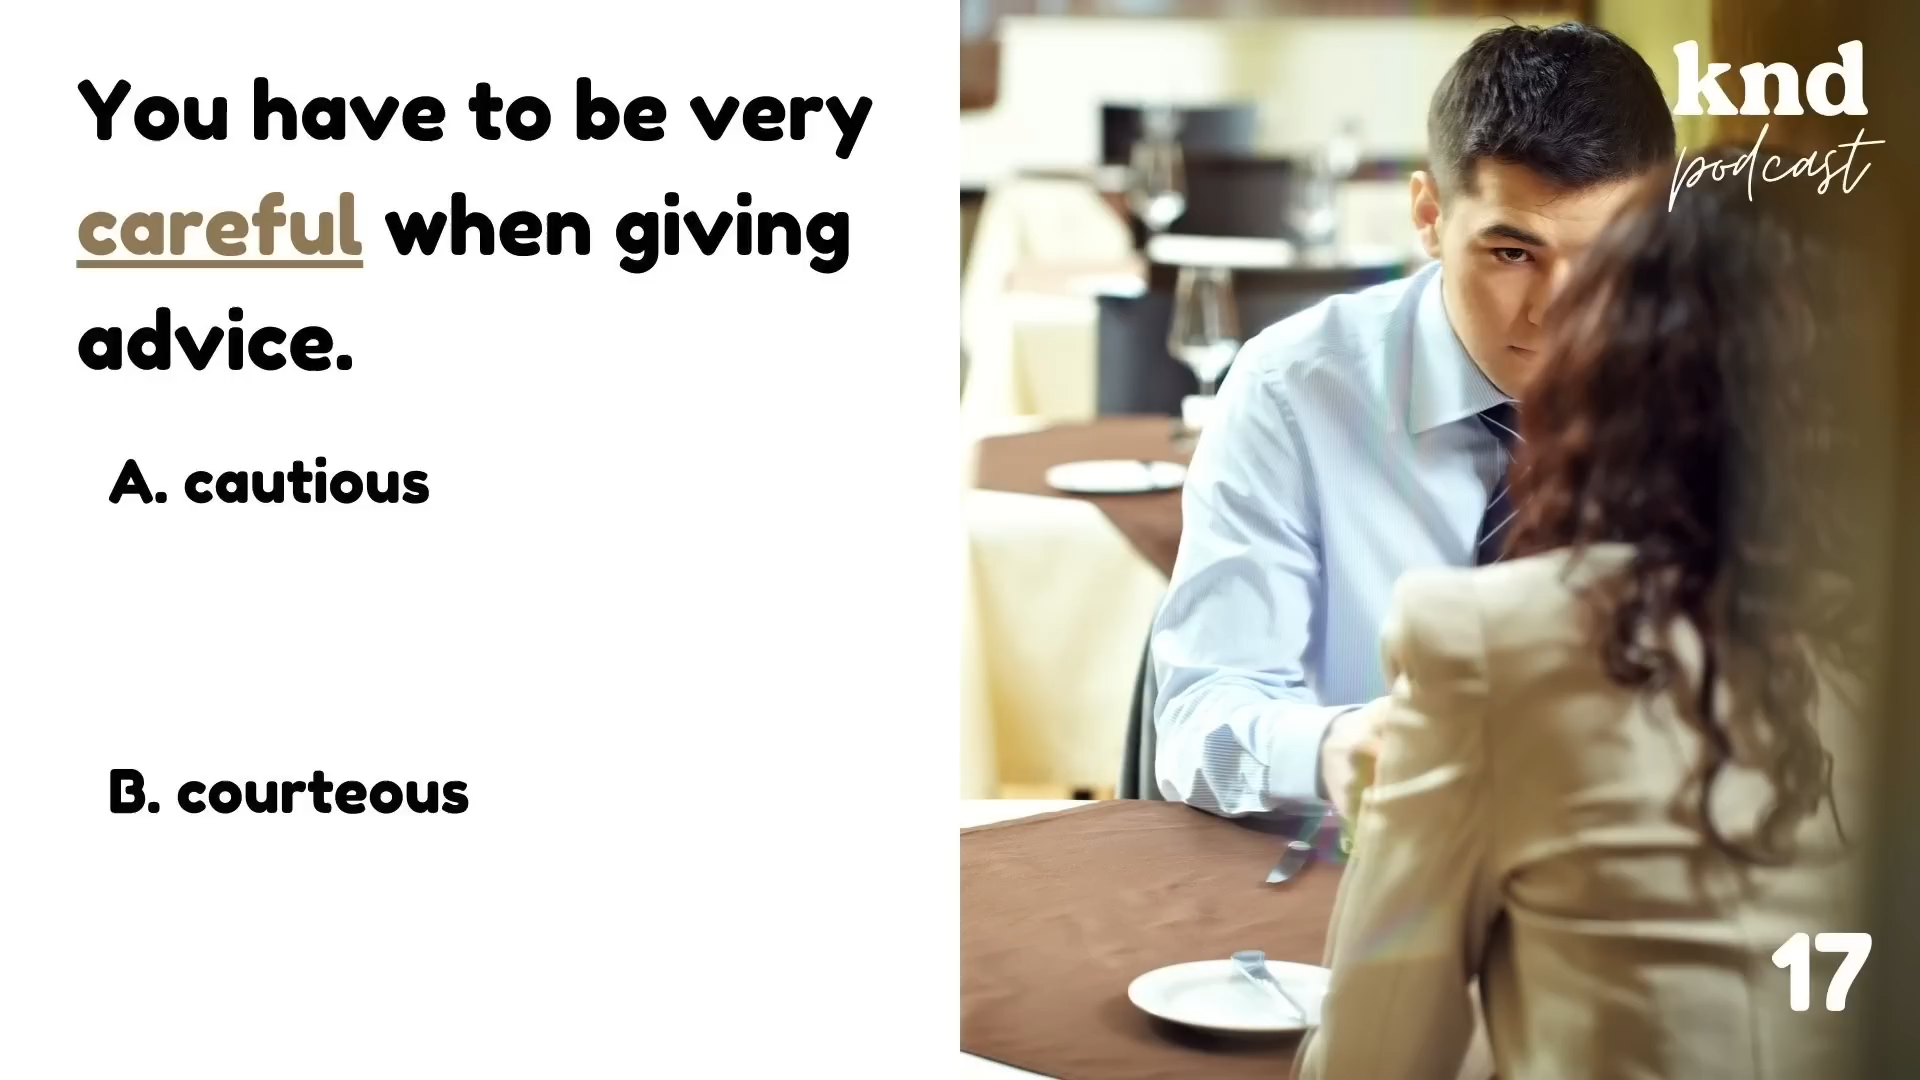 You have to be very
careful when giving
advice.
A. cautious
B. courteous
knd
podcast
17